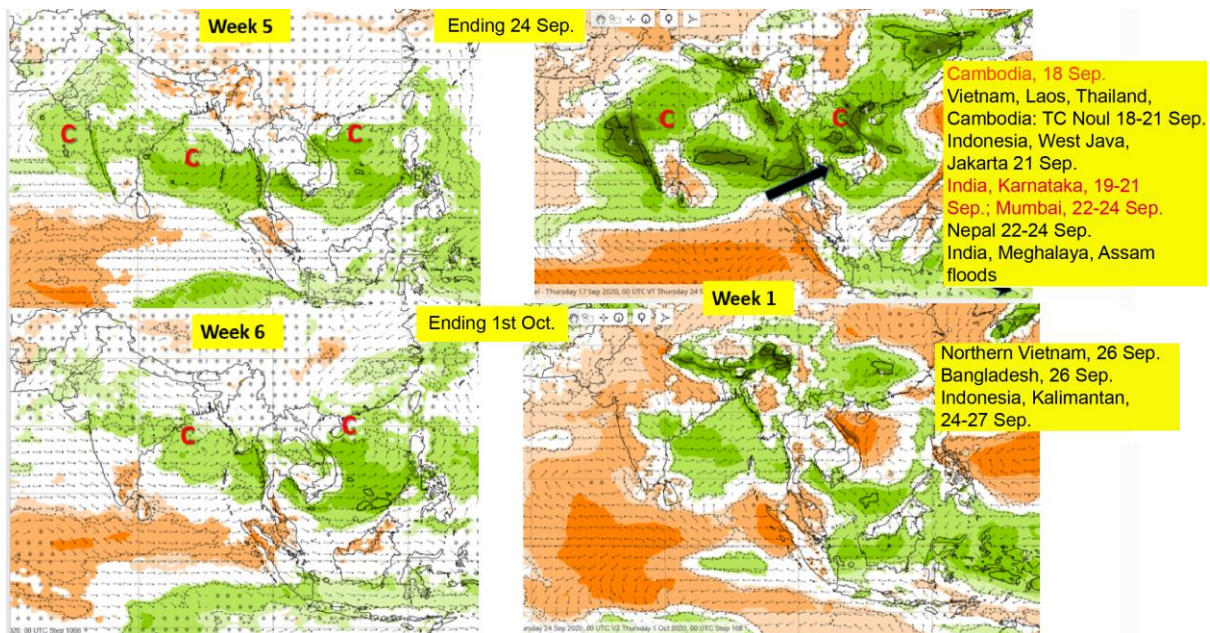 Week 5
Ending 24 Sep.
C
C
C
C
C
Cambodia, 18 Sep.
Vietnam, Laos, Thailand,
Cambodia: TC Noul 18-21 Sep.
Indonesia, West Java,
Jakarta 21 Sep.
India, Karnataka, 19-21
Sep.; Mumbai, 22-24 Sep.
Nepal 22-24 Sep.
India, Meghalaya, Assam
floods
Thursday 17 Sep 2020, 00 UTC VT Thursday 24 S
Week 1
Week 6
Ending 1st Oct.
C
C
Northern Vietnam, 26 Sep.
Bangladesh, 26 Sep.
Indonesia, Kalimantan,
24-27 Sep.
020, 00 UTC Step 1008
rsday 24 Sep 2020, 00 UTC VT Thursday 1 Oct 2020, 00 UTC Step 168